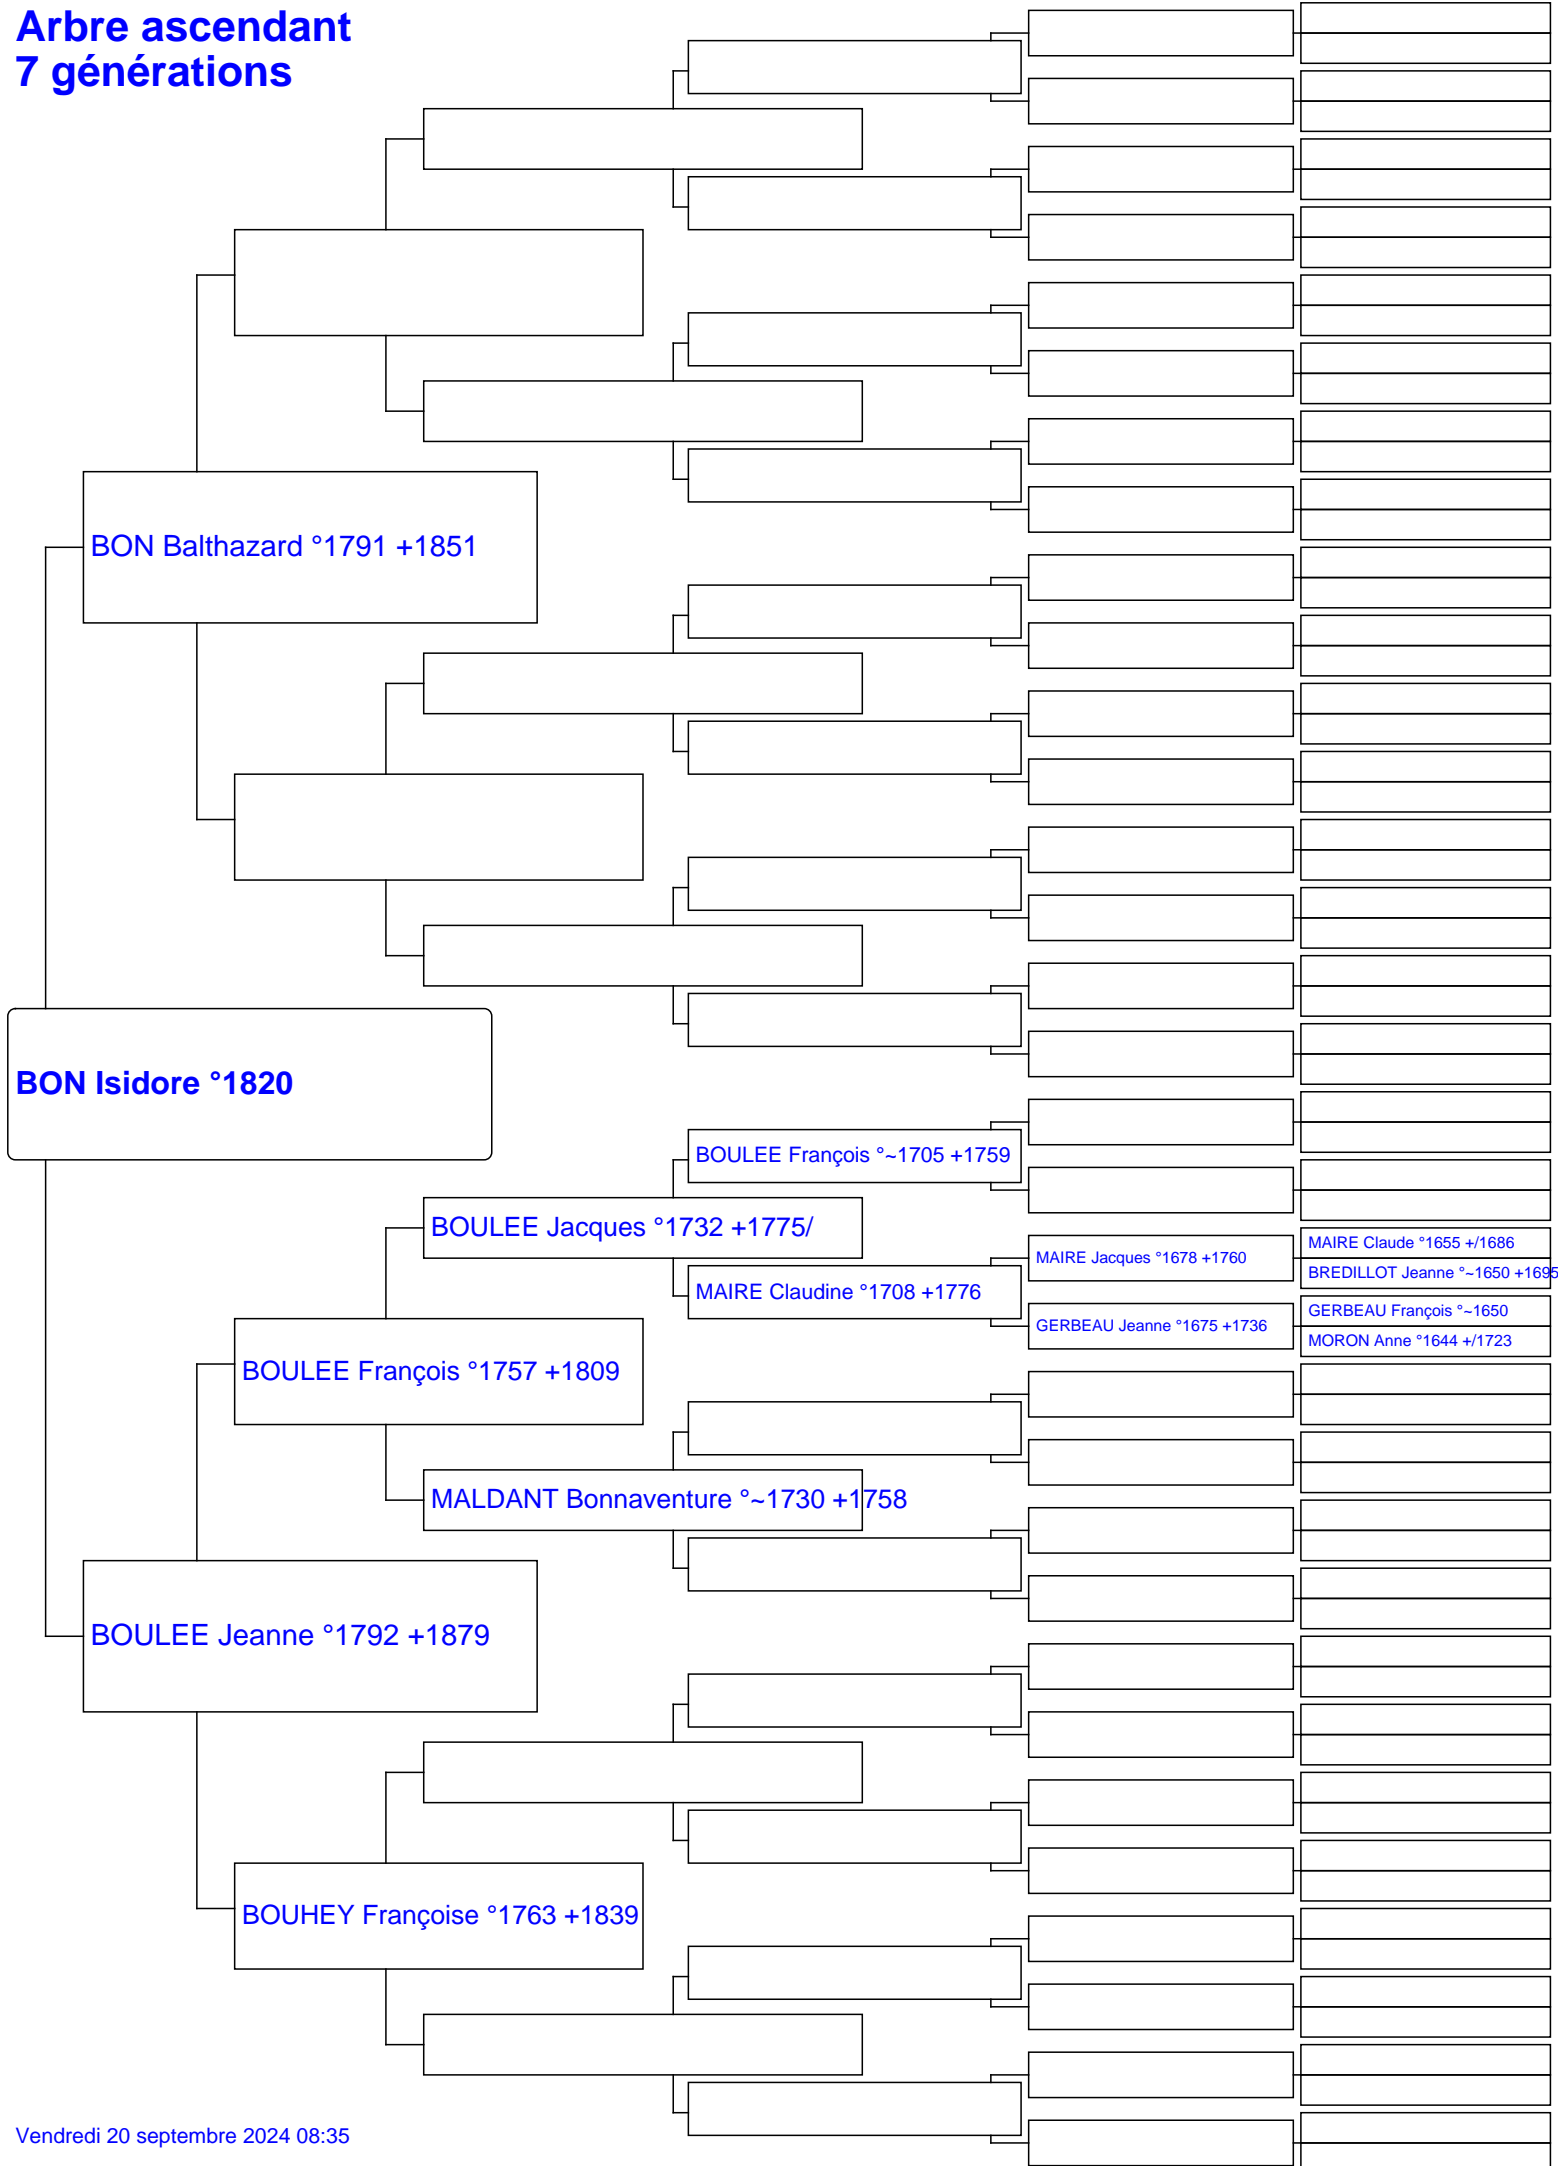 Arbre ascendant
7 générations
BON Balthazard °1791 +1851
BON Isidore °1820
BOULEE François °~1705 +1759
BOULEE Jacques °1732 +1775/
MAIRE Claude °1655 +/1686
MAIRE Jacques °1678 +1760
BREDILLOT Jeanne °~1650 +1695
MAIRE Claudine °1708 +1776
GERBEAU François °~1650
GERBEAU Jeanne °1675 +1736
MORON Anne °1644 +/1723
BOULEE François °1757 +1809
MALDANT Bonnaventure °~1730 +1758
BOULEE Jeanne °1792 +1879
BOUHEY Françoise °1763 +1839
Vendredi 20 septembre 2024 08:35